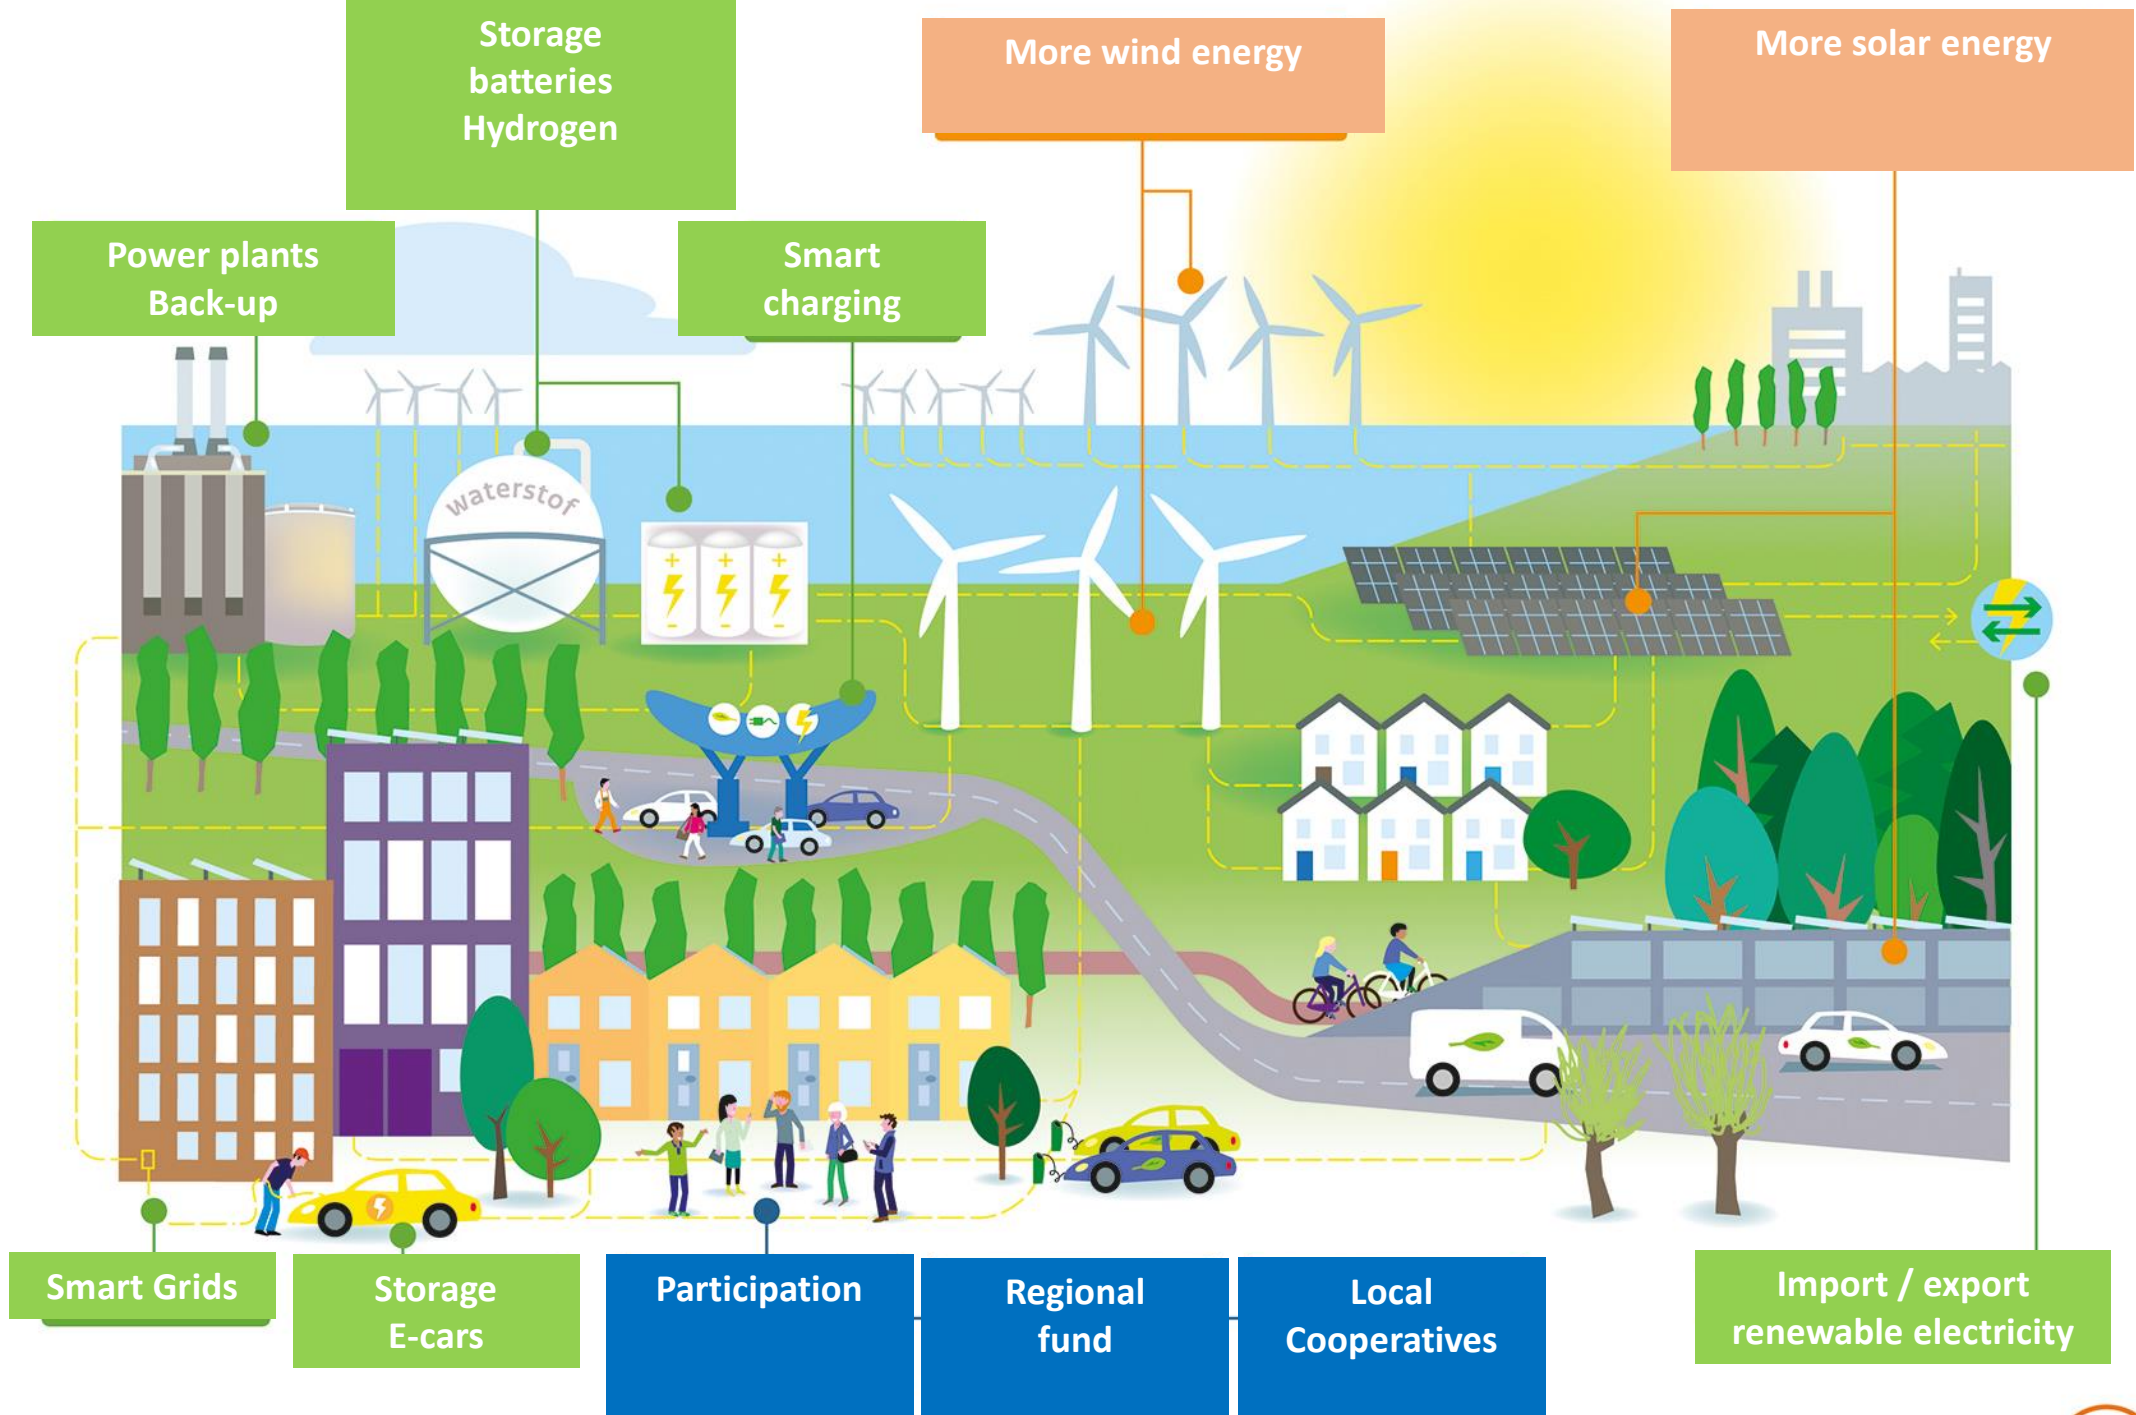 Storage
batteries
Hydrogen
More wind energy
More solar energy
Power plants
Back-up
Smart
charging
waterstof
+ + +
- - -
Smart Grids
Storage
E-cars
Participation
Regional
fund
Local
Cooperatives
Import / export
renewable electricity